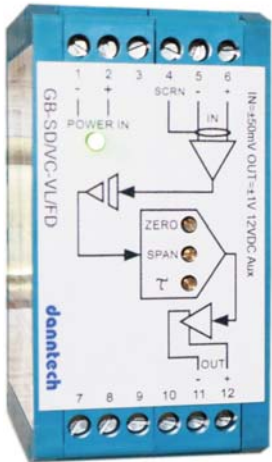 1 2 3 4 5 6
- + SCRN - +
POWER IN
IN
GB-SD/VC-VL/FD
IN=±50mV OUT=±1V 12VDC Aux
ZERO
SPAN
τ
danntech
OUT
- +
7 8 9 10 11 12